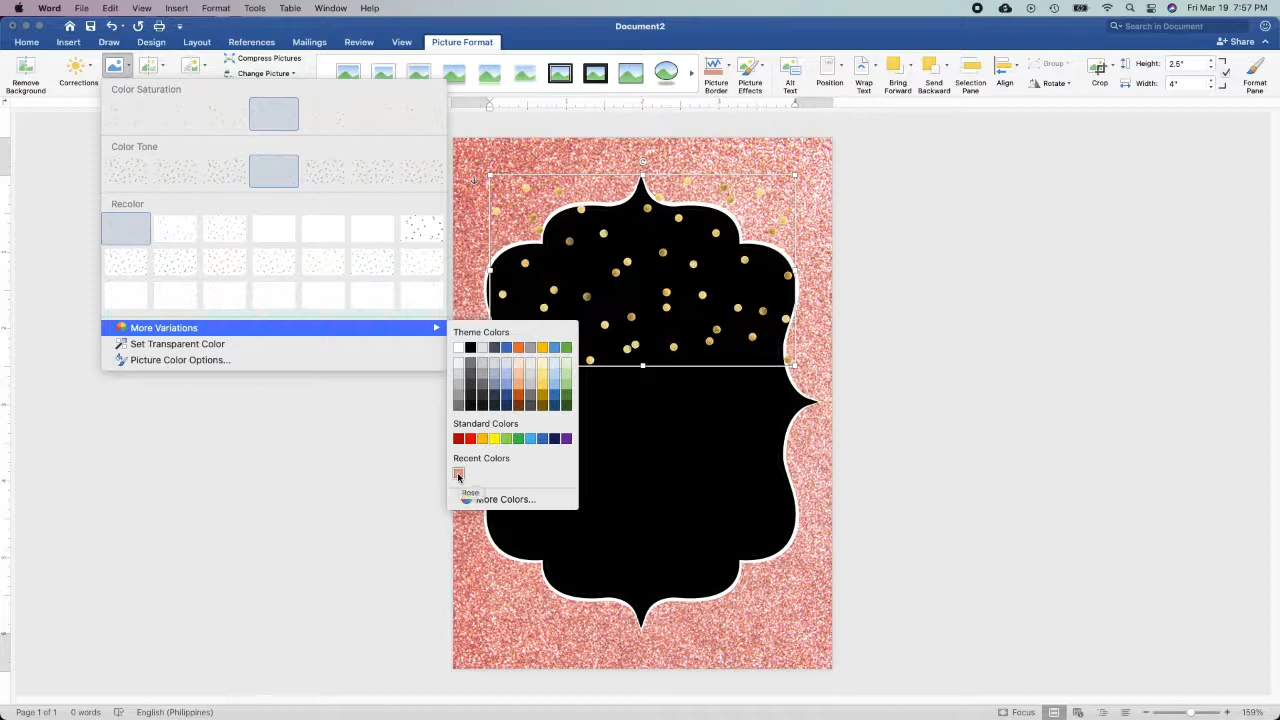 Word File Edit View Insert Format Tools Table Window Help Fri Mar 19 7:57 PM
Document2 Search in Document
Home Insert Draw Design Layout References Mailings Review View Picture Format Share
Remove Background
Corrections
Compress Pictures
Change Picture
Picture Border
Picture Effects
Alt Text
Position
Wrap Text
Bring Forward
Send Backward
Selection Pane
Align
Group
Rotate
Crop
Height: 2.5"
Width: 4"
Format Pane
Color Saturation
Color Tone
Recolor
More Variations
Set Transparent Color
Picture Color Options...
Theme Colors
Standard Colors
Recent Colors
Rose
More Colors...
Page 1 of 1 0 words English (Philippines) Focus 159%